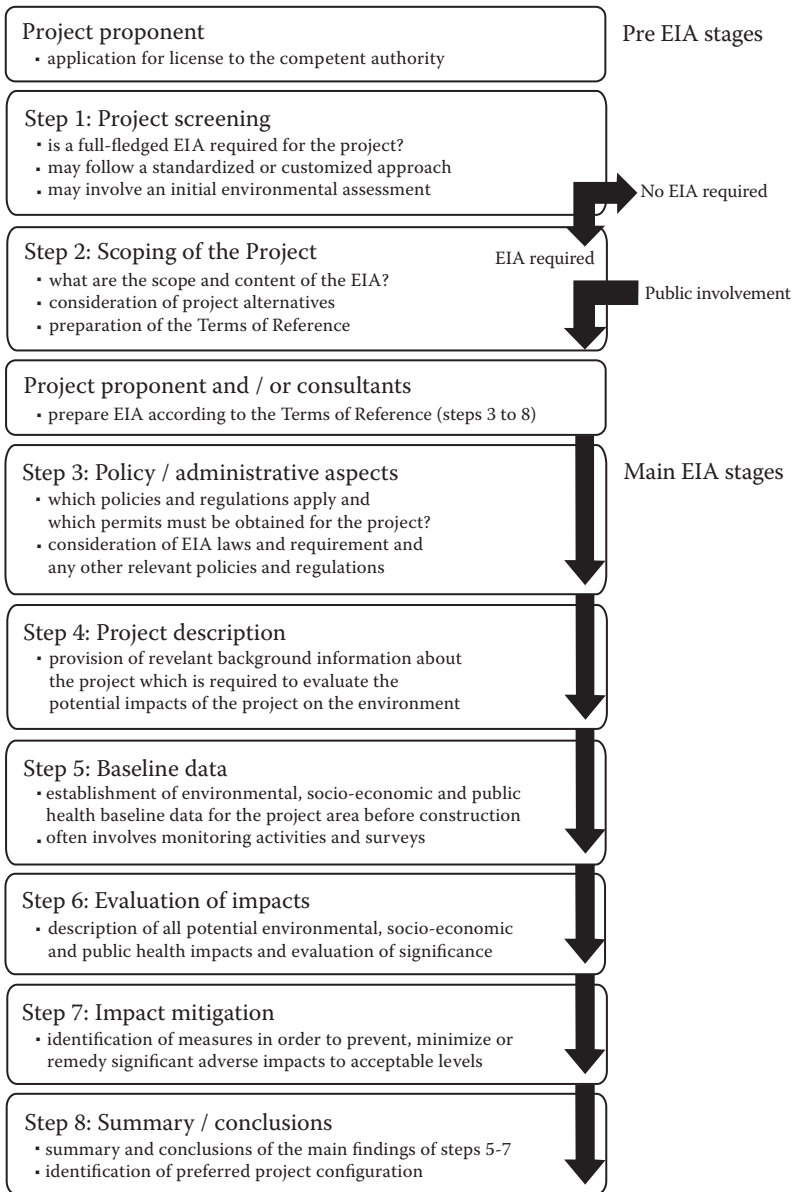 Project proponent
▪ application for license to the competent authority
Pre EIA stages
Step 1: Project screening
▪ is a full-fledged EIA required for the project?
▪ may follow a standardized or customized approach
▪ may involve an initial environmental assessment
No EIA required
Step 2: Scoping of the Project
EIA required
▪ what are the scope and content of the EIA?
▪ consideration of project alternatives
▪ preparation of the Terms of Reference
Public involvement
Project proponent and / or consultants
▪ prepare EIA according to the Terms of Reference (steps 3 to 8)
Step 3: Policy / administrative aspects
Main EIA stages
▪ which policies and regulations apply and
which permits must be obtained for the project?
▪ consideration of EIA laws and requirement and
any other relevant policies and regulations
Step 4: Project description
▪ provision of revelant background information about
the project which is required to evaluate the
potential impacts of the project on the environment
Step 5: Baseline data
▪ establishment of environmental, socio-economic and public
health baseline data for the project area before construction
▪ often involves monitoring activities and surveys
Step 6: Evaluation of impacts
▪ description of all potential environmental, socio-economic
and public health impacts and evaluation of significance
Step 7: Impact mitigation
▪ identification of measures in order to prevent, minimize or
remedy significant adverse impacts to acceptable levels
Step 8: Summary / conclusions
▪ summary and conclusions of the main findings of steps 5-7
▪ identification of preferred project configuration